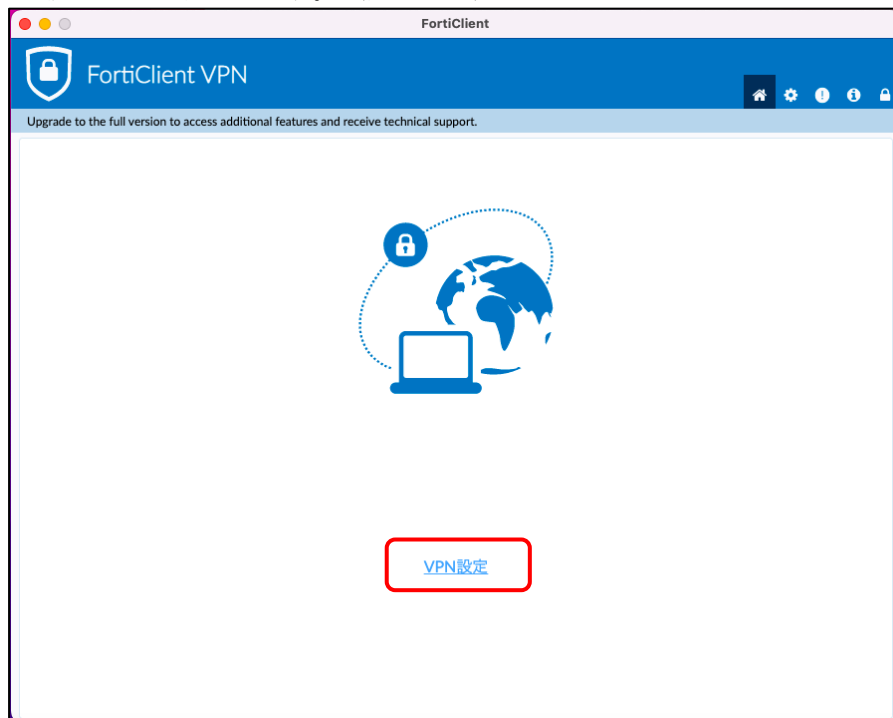 FortiClient
FortiClient VPN
Upgrade to the full version to access additional features and receive technical support.
VPN設定